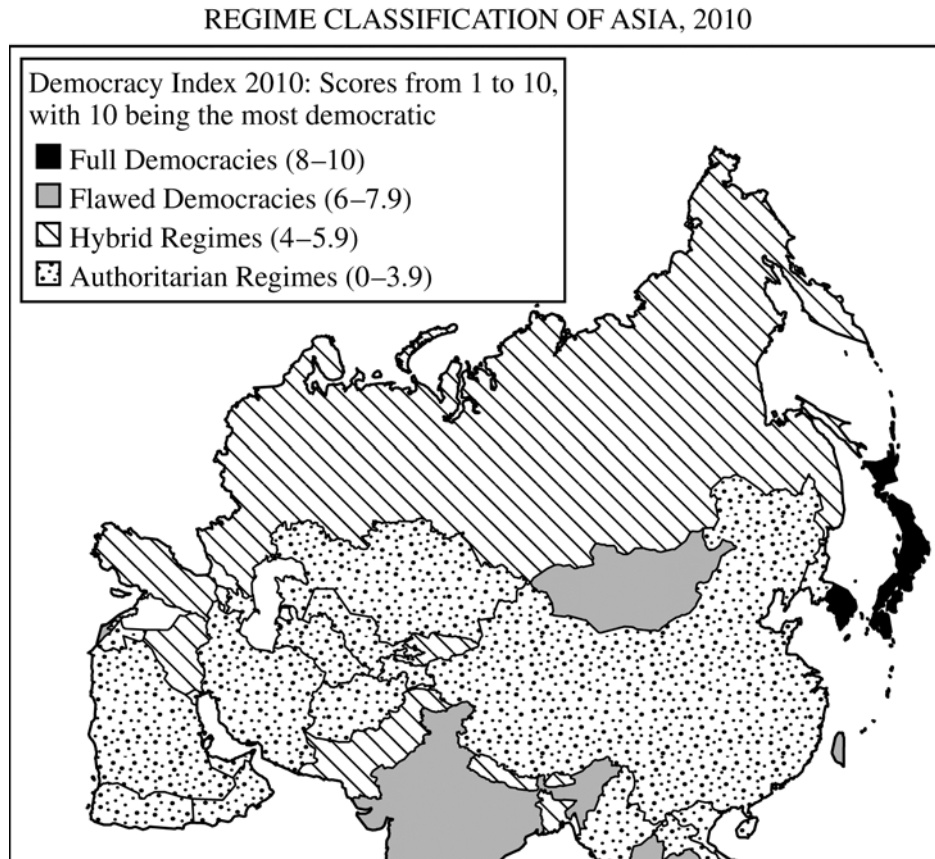 REGIME CLASSIFICATION OF ASIA, 2010
Democracy Index 2010: Scores from 1 to 10,
with 10 being the most democratic
Full Democracies (8–10)
Flawed Democracies (6–7.9)
Hybrid Regimes (4–5.9)
Authoritarian Regimes (0–3.9)